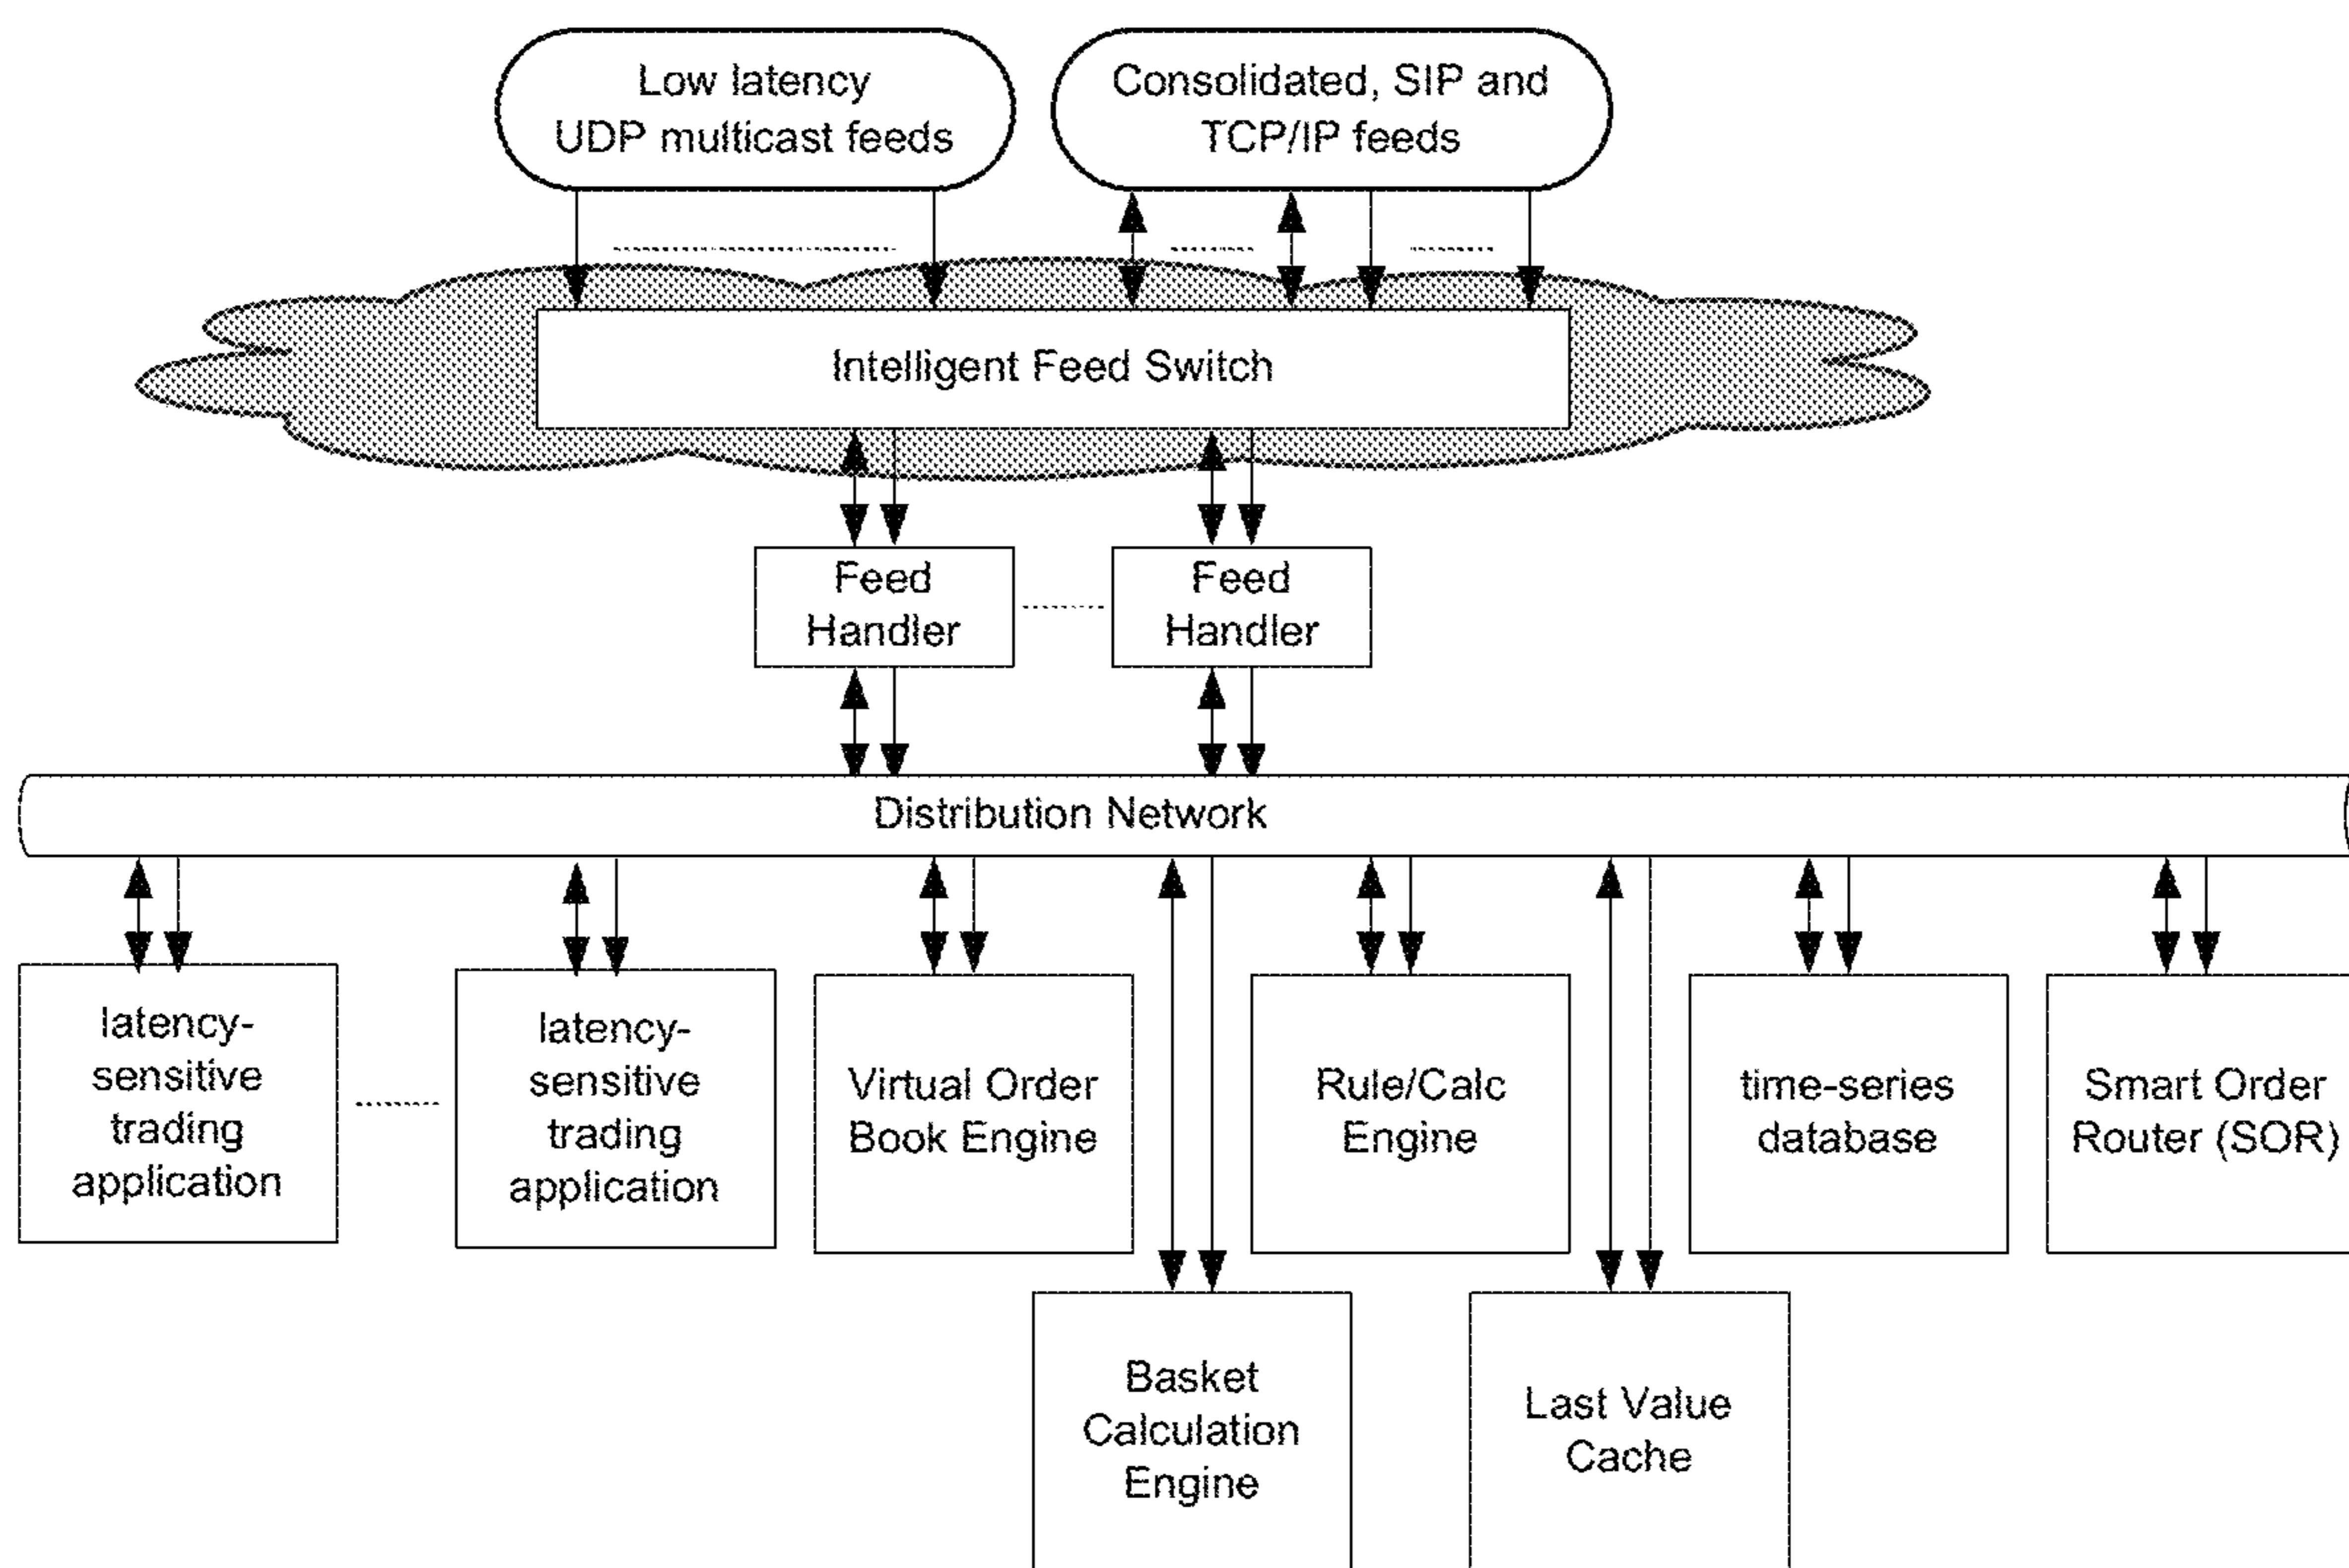 Low latency
UDP multicast feeds
Consolidated, SIP and
TCP/IP feeds
Intelligent Feed Switch
Feed
Handler
Feed
Handler
Distribution Network
latency-
sensitive
trading
application
latency-
sensitive
trading
application
Virtual Order
Book Engine
Rule/Calc
Engine
time-series
database
Smart Order
Router (SOR)
Basket
Calculation
Engine
Last Value
Cache